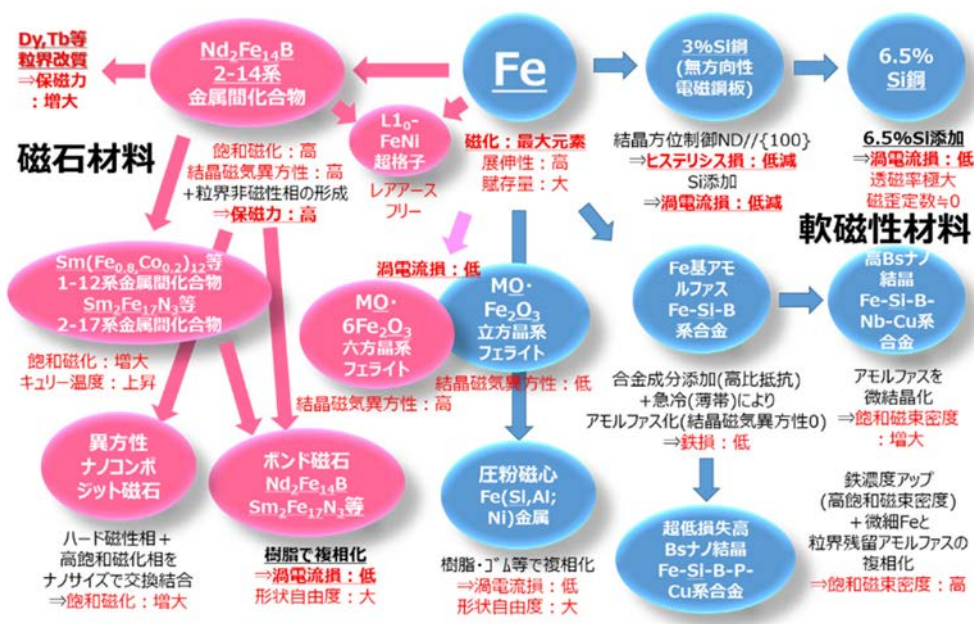 Dy,Tb等
粒界改質
⇒保磁力
：増大
Nd₂Fe₁₄B
2-14系
金属間化合物
Fe
3%Si鋼
(無方向性
電磁鋼板)
6.5%
Si鋼
L1₀-
FeNi
超格子
レアアース
フリー
磁化：最大元素
展伸性：高
賦存量：大
結晶方位制御ND//{100}
⇒ヒステリシス損：低減
Si添加
⇒渦電流損：低減
6.5%Si添加
⇒渦電流損：低
透磁率極大
磁歪定数≒0
磁石材料
飽和磁化：高
結晶磁気異方性：高
+粒界非磁性相の形成
⇒保磁力：高
軟磁性材料
Sm(Fe₀.₈,Co₀.₂)₁₂等
1-12系金属間化合物
Sm₂Fe₁₇N₃等
2-17系金属間化合物
飽和磁化：増大
キュリー温度：上昇
渦電流損：低
MO・
6Fe₂O₃
六方晶系
フェライト
結晶磁気異方性：高
MO・
Fe₂O₃
立方晶系
フェライト
結晶磁気異方性：低
Fe基アモ
ルファス
Fe-Si-B
系合金
合金成分添加(高比抵抗)
+急冷(薄帯)により
アモルファス化(結晶磁気異方性0)
⇒鉄損：低
高Bsナノ
結晶
Fe-Si-B-
Nb-Cu系
合金
アモルファスを
微結晶化
⇒飽和磁束密度
：増大
異方性
ナノコンポ
ジット磁石
ハード磁性相＋
高飽和磁化相を
ナノサイズで交換結合
⇒飽和磁化：増大
ボンド磁石
Nd₂Fe₁₄B
Sm₂Fe₁₇N₃等
樹脂で複相化
⇒渦電流損：低
形状自由度：大
圧粉磁心
Fe(Si,Al;
Ni)金属
樹脂・ゴム等で複相化
⇒渦電流損：低
形状自由度：大
超低損失高
Bsナノ結晶
Fe-Si-B-P-
Cu系合金
鉄濃度アップ
(高飽和磁束密度)
＋微細Feと
粒界残留アモルファスの
複相化
⇒飽和磁束密度：高